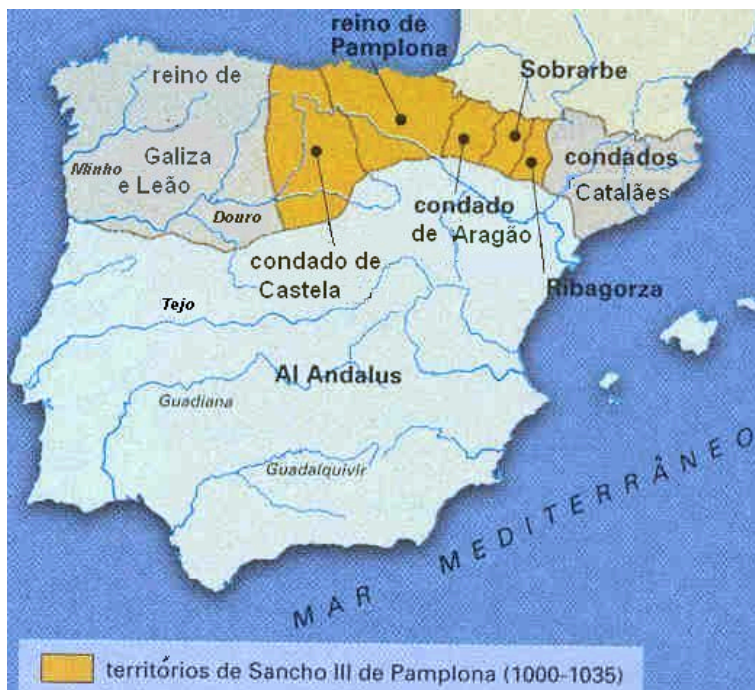 reino de
Pamplona
reino de
Sobrarbe
Galiza
e Leão
Minho
condados
Catalães
Douro
condado
de Aragão
condado de
Castela
Ribagorza
Tejo
Al Andalus
Guadiana
Guadalquivir
MAR MEDITERRÂNEO
territórios de Sancho III de Pamplona (1000-1035)